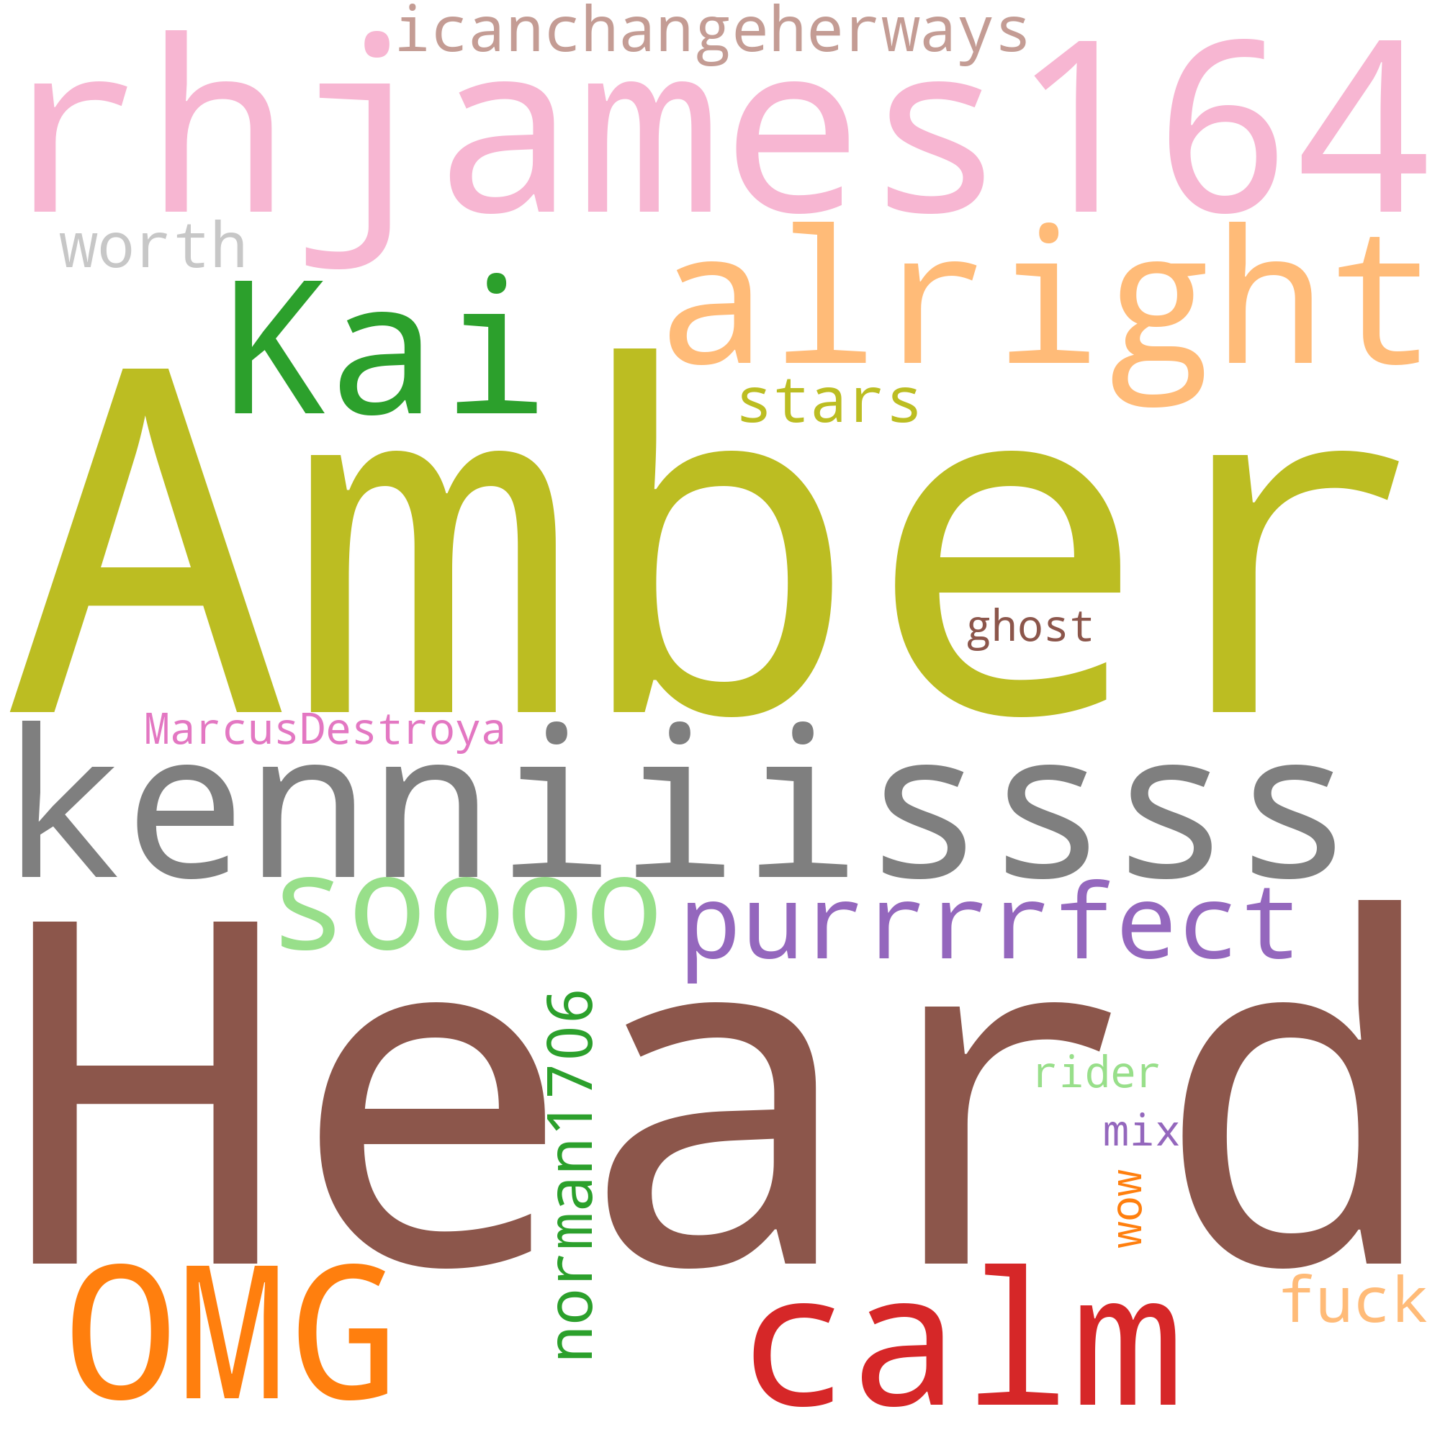 icanchangeherways
rhjames164
worth
alright
Kai
stars
Amber
ghost
MarcusDestroya
kenniiissss
soooo
purrrrfect
Heard
norman1706
rider
mix
wow
OMG
calm
fuck